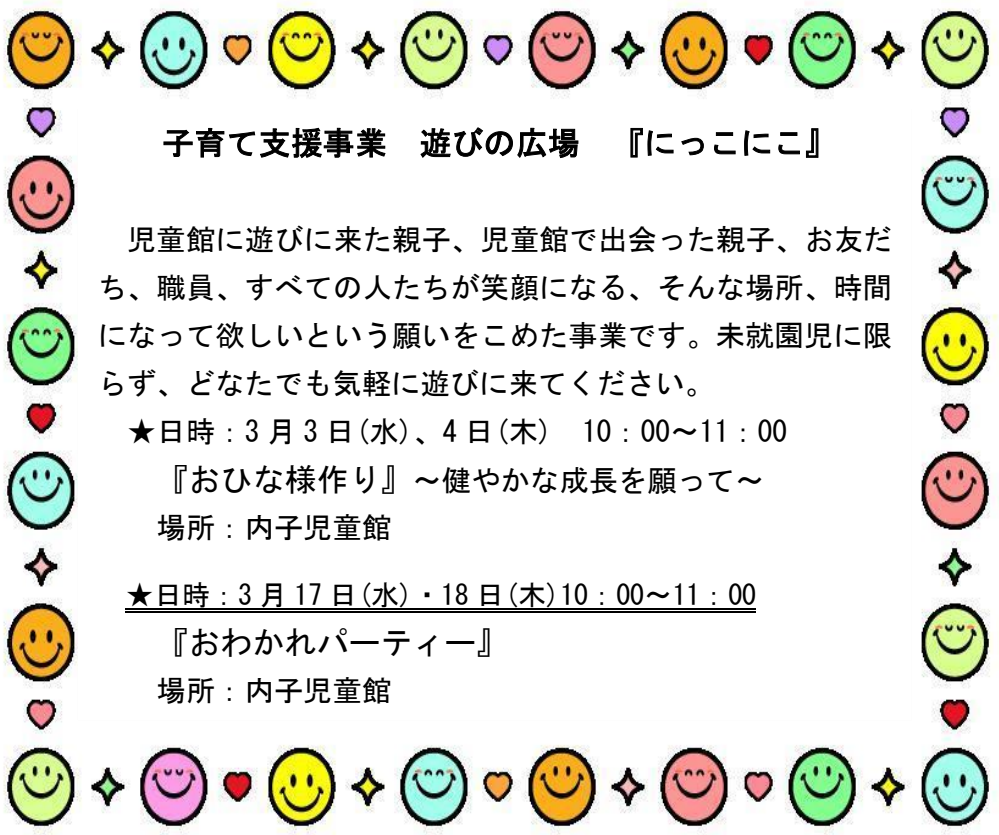 子育て支援事業　遊びの広場　『にっこにこ』
児童館に遊びに来た親子、児童館で出会った親子、お友だ
ち、職員、すべての人たちが笑顔になる、そんな場所、時間
になって欲しいという願いをこめた事業です。未就園児に限
らず、どなたでも気軽に遊びに来てください。
★日時：3月3日(水)、4日(木)　10：00～11：00
『おひな様作り』～健やかな成長を願って～
場所：内子児童館
★日時：3月17日(水)・18日(木)10：00～11：00
『おわかれパーティー』
場所：内子児童館